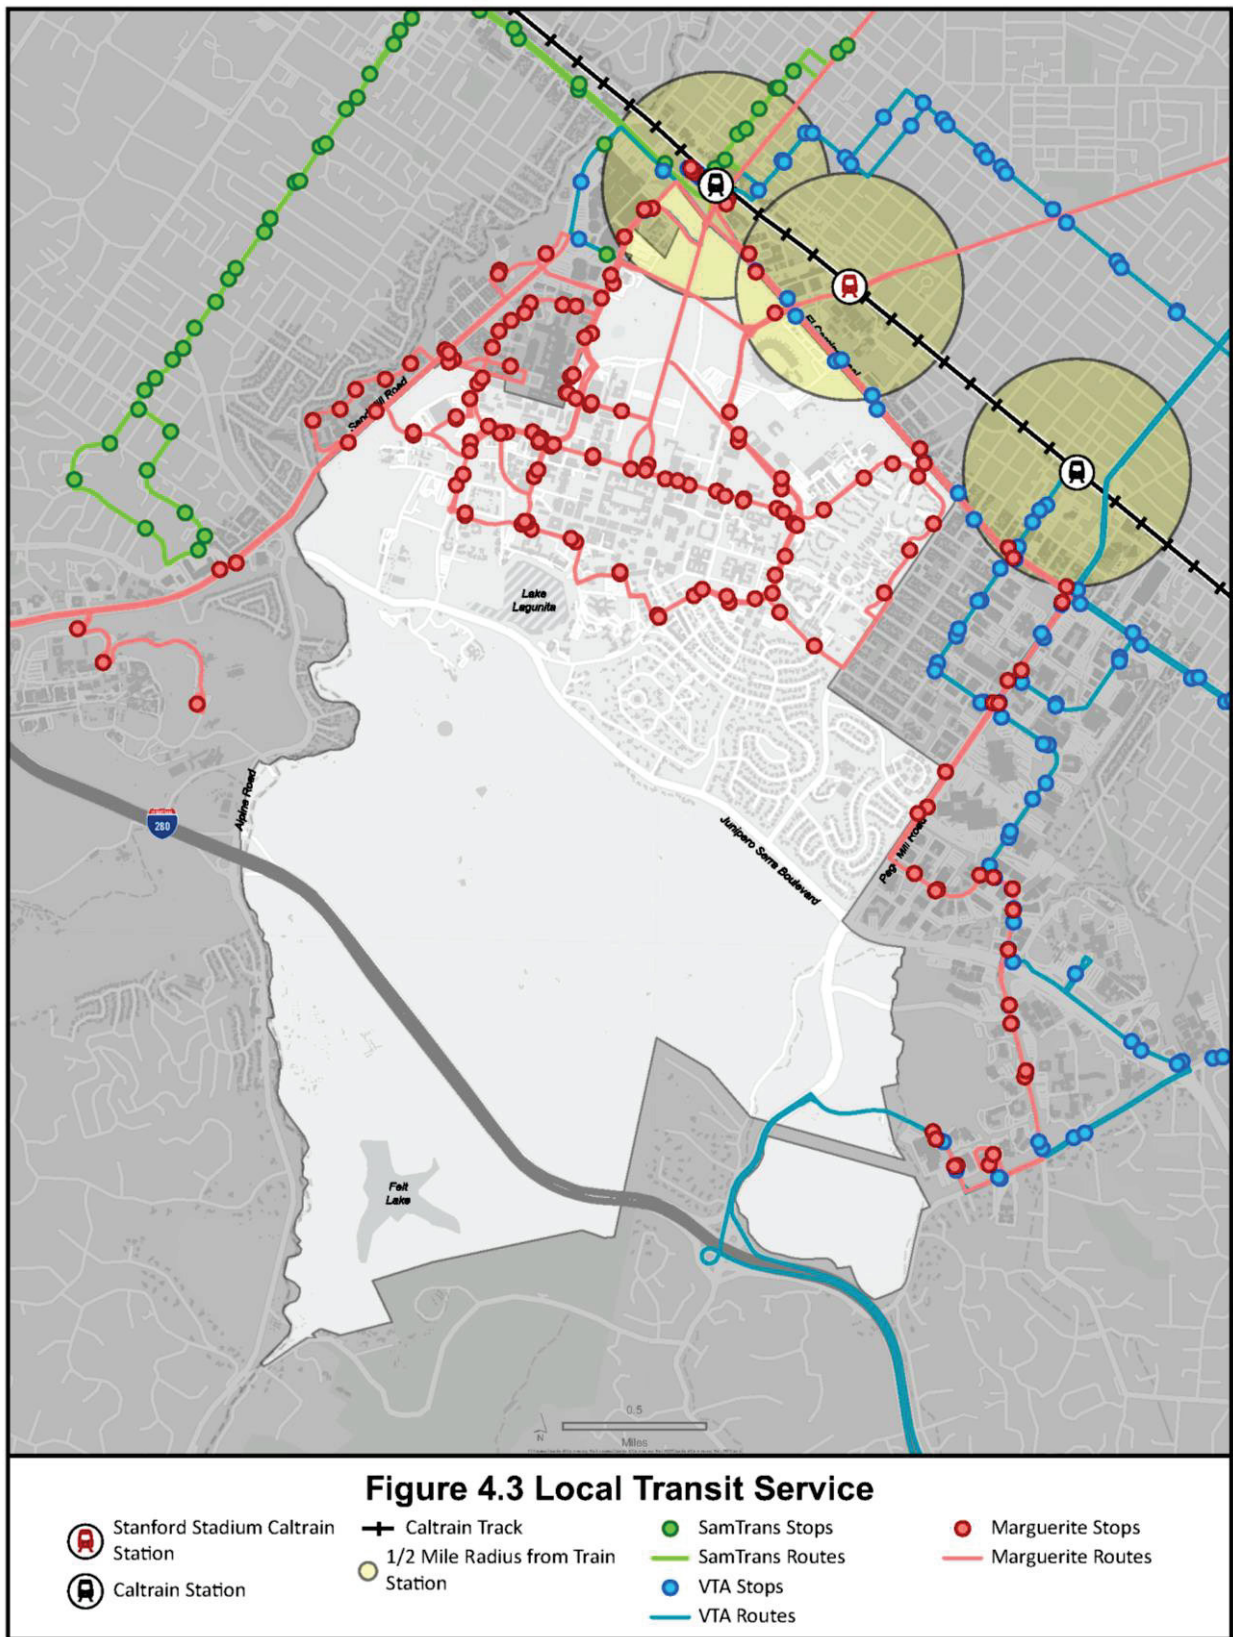 El Camino Real
Sand Hill Road
Lake
Lagunita
Alpine Road
280
Junipero Serra Boulevard
Page Mill Road
Felt
Lake
0.5
N
Miles
Figure 4.3 Local Transit Service
Stanford Stadium Caltrain
Station
Caltrain Station
Caltrain Track
1/2 Mile Radius from Train
Station
SamTrans Stops
SamTrans Routes
VTA Stops
VTA Routes
Marguerite Stops
Marguerite Routes